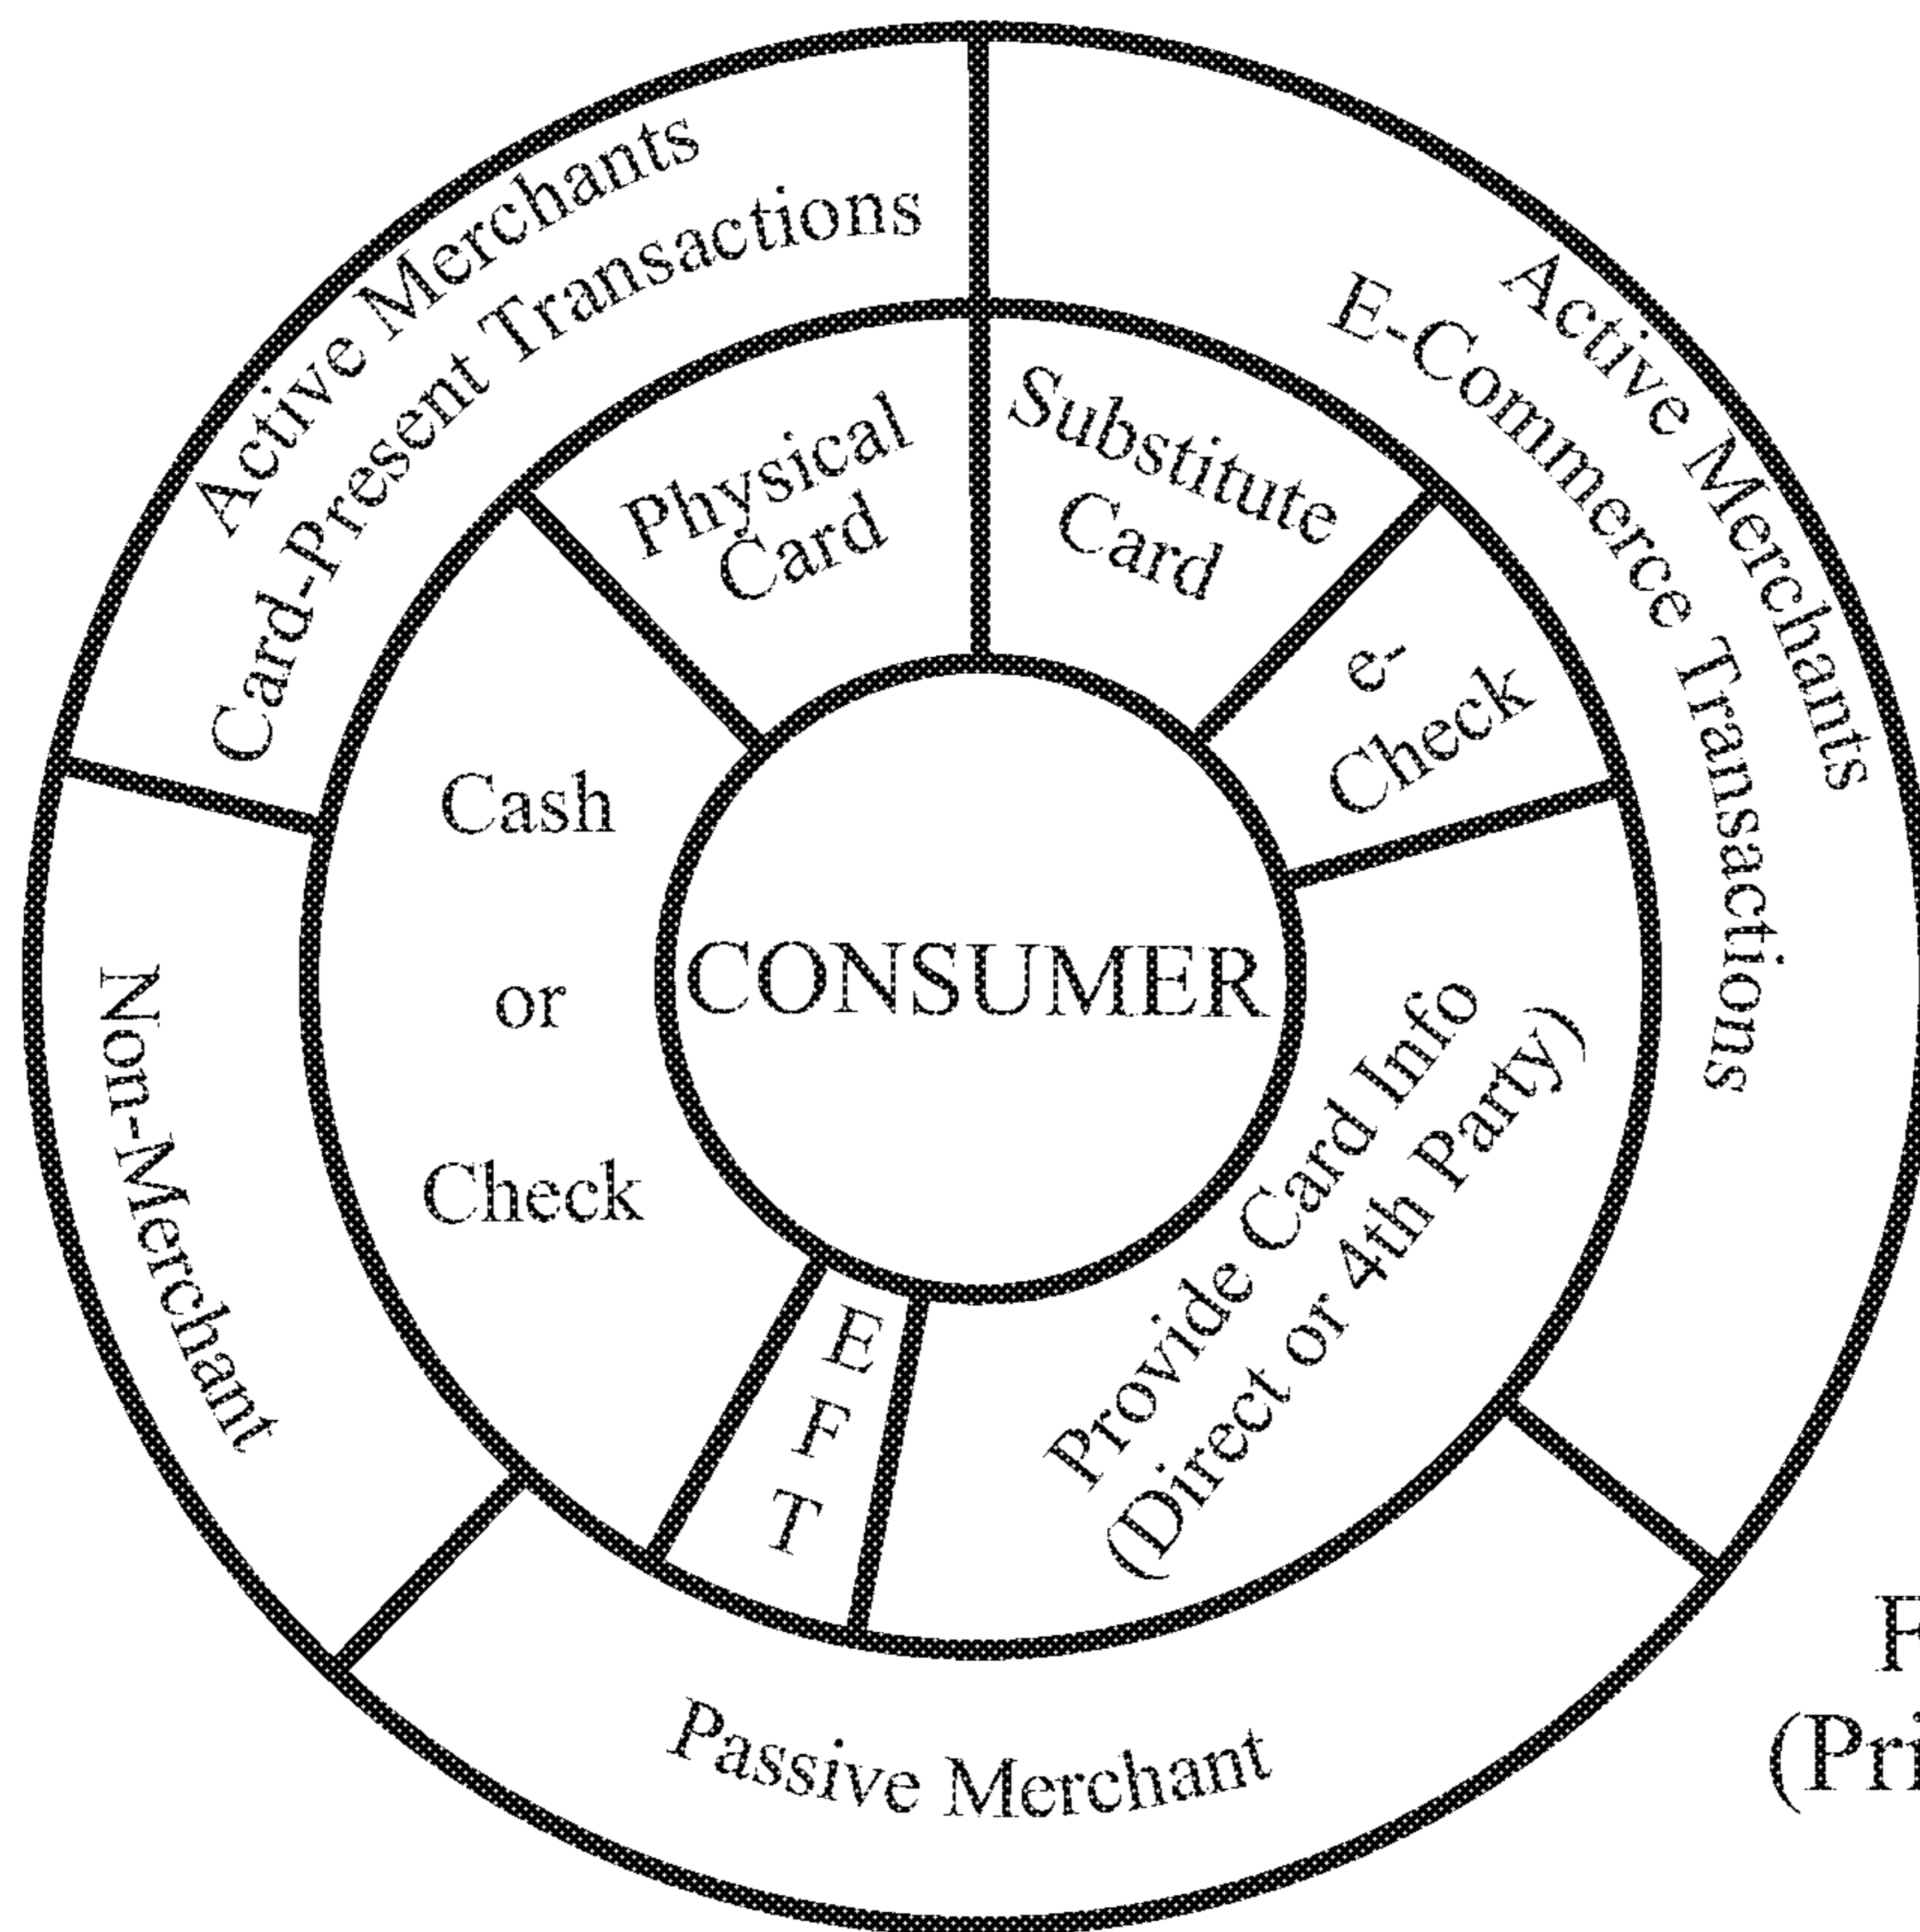 Active Merchants
Card-Present Transactions
Active Merchants
E-Commerce Transactions
Physical
Card
Substitute
Card
e-
Check
Cash
or
Check
CONSUMER
Provide Card Info
(Direct or 4th Party)
E
F
T
Non-Merchant
Passive Merchant
(Pri